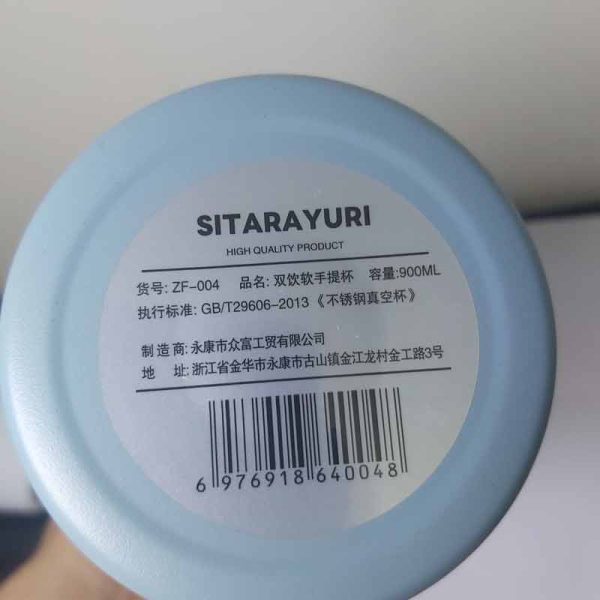 SITARAYURI
HIGH QUALITY PRODUCT
货号: ZF-004 品名: 双饮软手提杯 容量:900ML
执行标准: GB/T29606-2013《不锈钢真空杯》
制造商: 永康市众富工贸有限公司
地 址: 浙江省金华市永康市古山镇金江龙村金工路3号
6 976918 640048